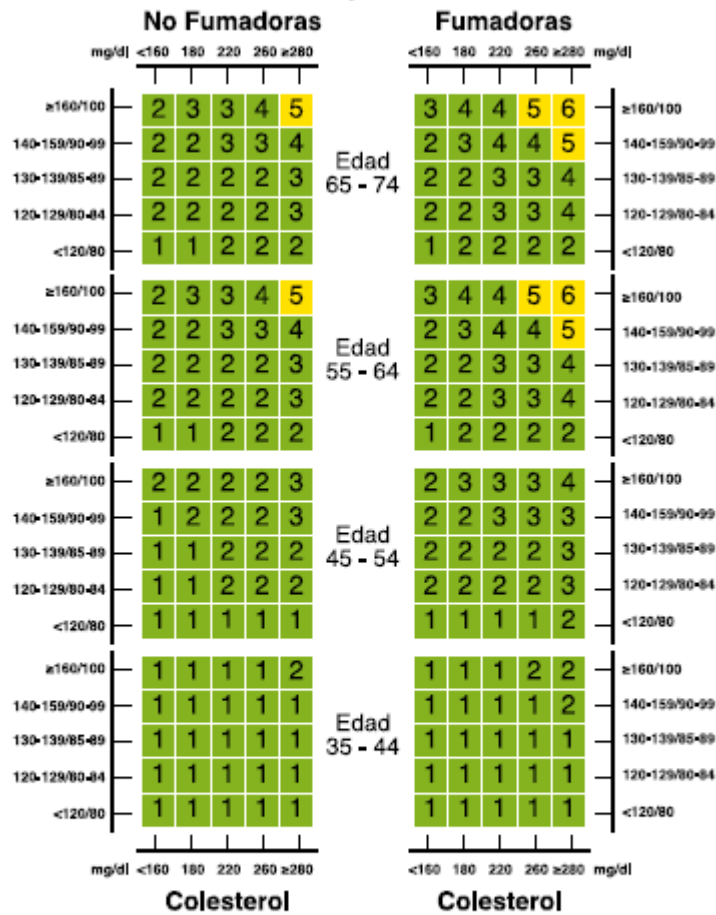 No Fumadoras Fumadoras
mg/dl <160 180 220 260 ≥280 <160 180 220 260 ≥280 mg/dl
≥160/100 2 3 3 4 5 3 4 4 5 6 ≥160/100
140-159/90-99 2 2 3 3 4 2 3 4 4 5 140-159/90-99
Edad
65 - 74
130-139/85-89 2 2 2 2 3 2 2 3 3 4 130-139/85-89
120-129/80-84 2 2 2 2 3 2 2 3 3 4 120-129/80-84
<120/80 1 1 2 2 2 1 2 2 2 2 <120/80
≥160/100 2 3 3 4 5 3 4 4 5 6 ≥160/100
140-159/90-99 2 2 3 3 4 2 3 4 4 5 140-159/90-99
Edad
55 - 64
130-139/85-89 2 2 2 2 3 2 2 3 3 4 130-139/85-89
120-129/80-84 2 2 2 2 3 2 2 3 3 4 120-129/80-84
<120/80 1 1 2 2 2 1 2 2 2 2 <120/80
≥160/100 2 2 2 2 3 2 3 3 3 4 ≥160/100
140-159/90-99 1 2 2 2 3 2 2 3 3 3 140-159/90-99
Edad
45 - 54
130-139/85-89 1 1 2 2 2 2 2 2 2 3 130-139/85-89
120-129/80-84 1 1 2 2 2 2 2 2 2 3 120-129/80-84
<120/80 1 1 1 1 1 1 1 1 1 2 <120/80
≥160/100 1 1 1 1 2 1 1 1 2 2 ≥160/100
140-159/90-99 1 1 1 1 1 1 1 1 1 2 140-159/90-99
Edad
35 - 44
130-139/85-89 1 1 1 1 1 1 1 1 1 1 130-139/85-89
120-129/80-84 1 1 1 1 1 1 1 1 1 1 120-129/80-84
<120/80 1 1 1 1 1 1 1 1 1 1 <120/80
mg/dl <160 180 220 260 ≥280 <160 180 220 260 ≥280 mg/dl
Colesterol Colesterol